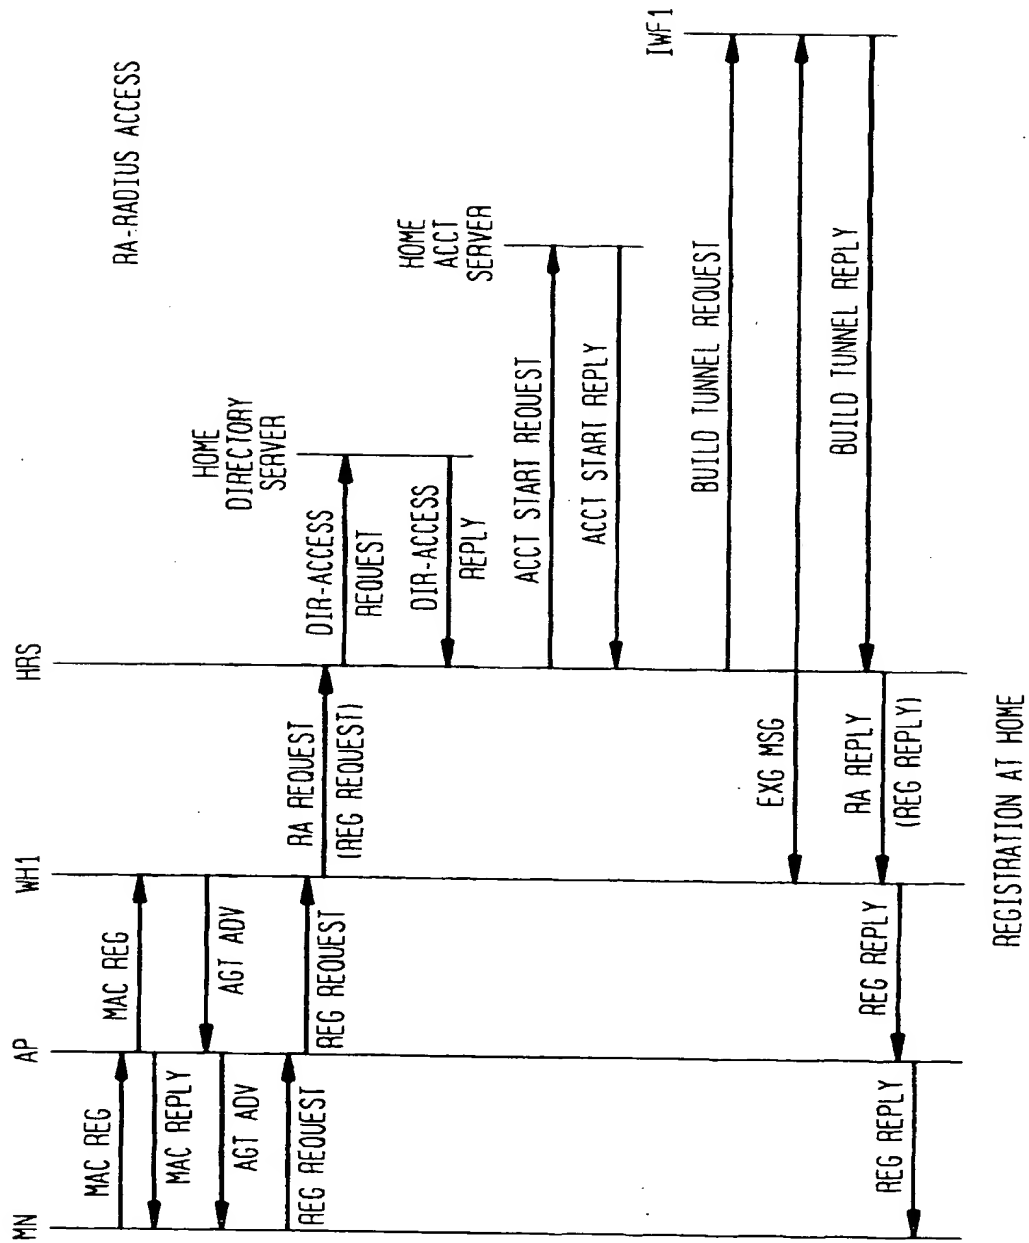 RA-RADIUS ACCESS
MN
AP
WH1
HRS
HOME
DIRECTORY
SERVER
HOME
ACCT
SERVER
IWF1
MAC REG
MAC REG
MAC REPLY
AGT ADV
AGT ADV
REG REQUEST
REG REQUEST
RA REQUEST
(REG REQUEST)
DIR-ACCESS
REQUEST
DIR-ACCESS
REPLY
ACCT START REQUEST
ACCT START REPLY
BUILD TUNNEL REQUEST
EXG MSG
BUILD TUNNEL REPLY
RA REPLY
(REG REPLY)
REG REPLY
REG REPLY
REGISTRATION AT HOME